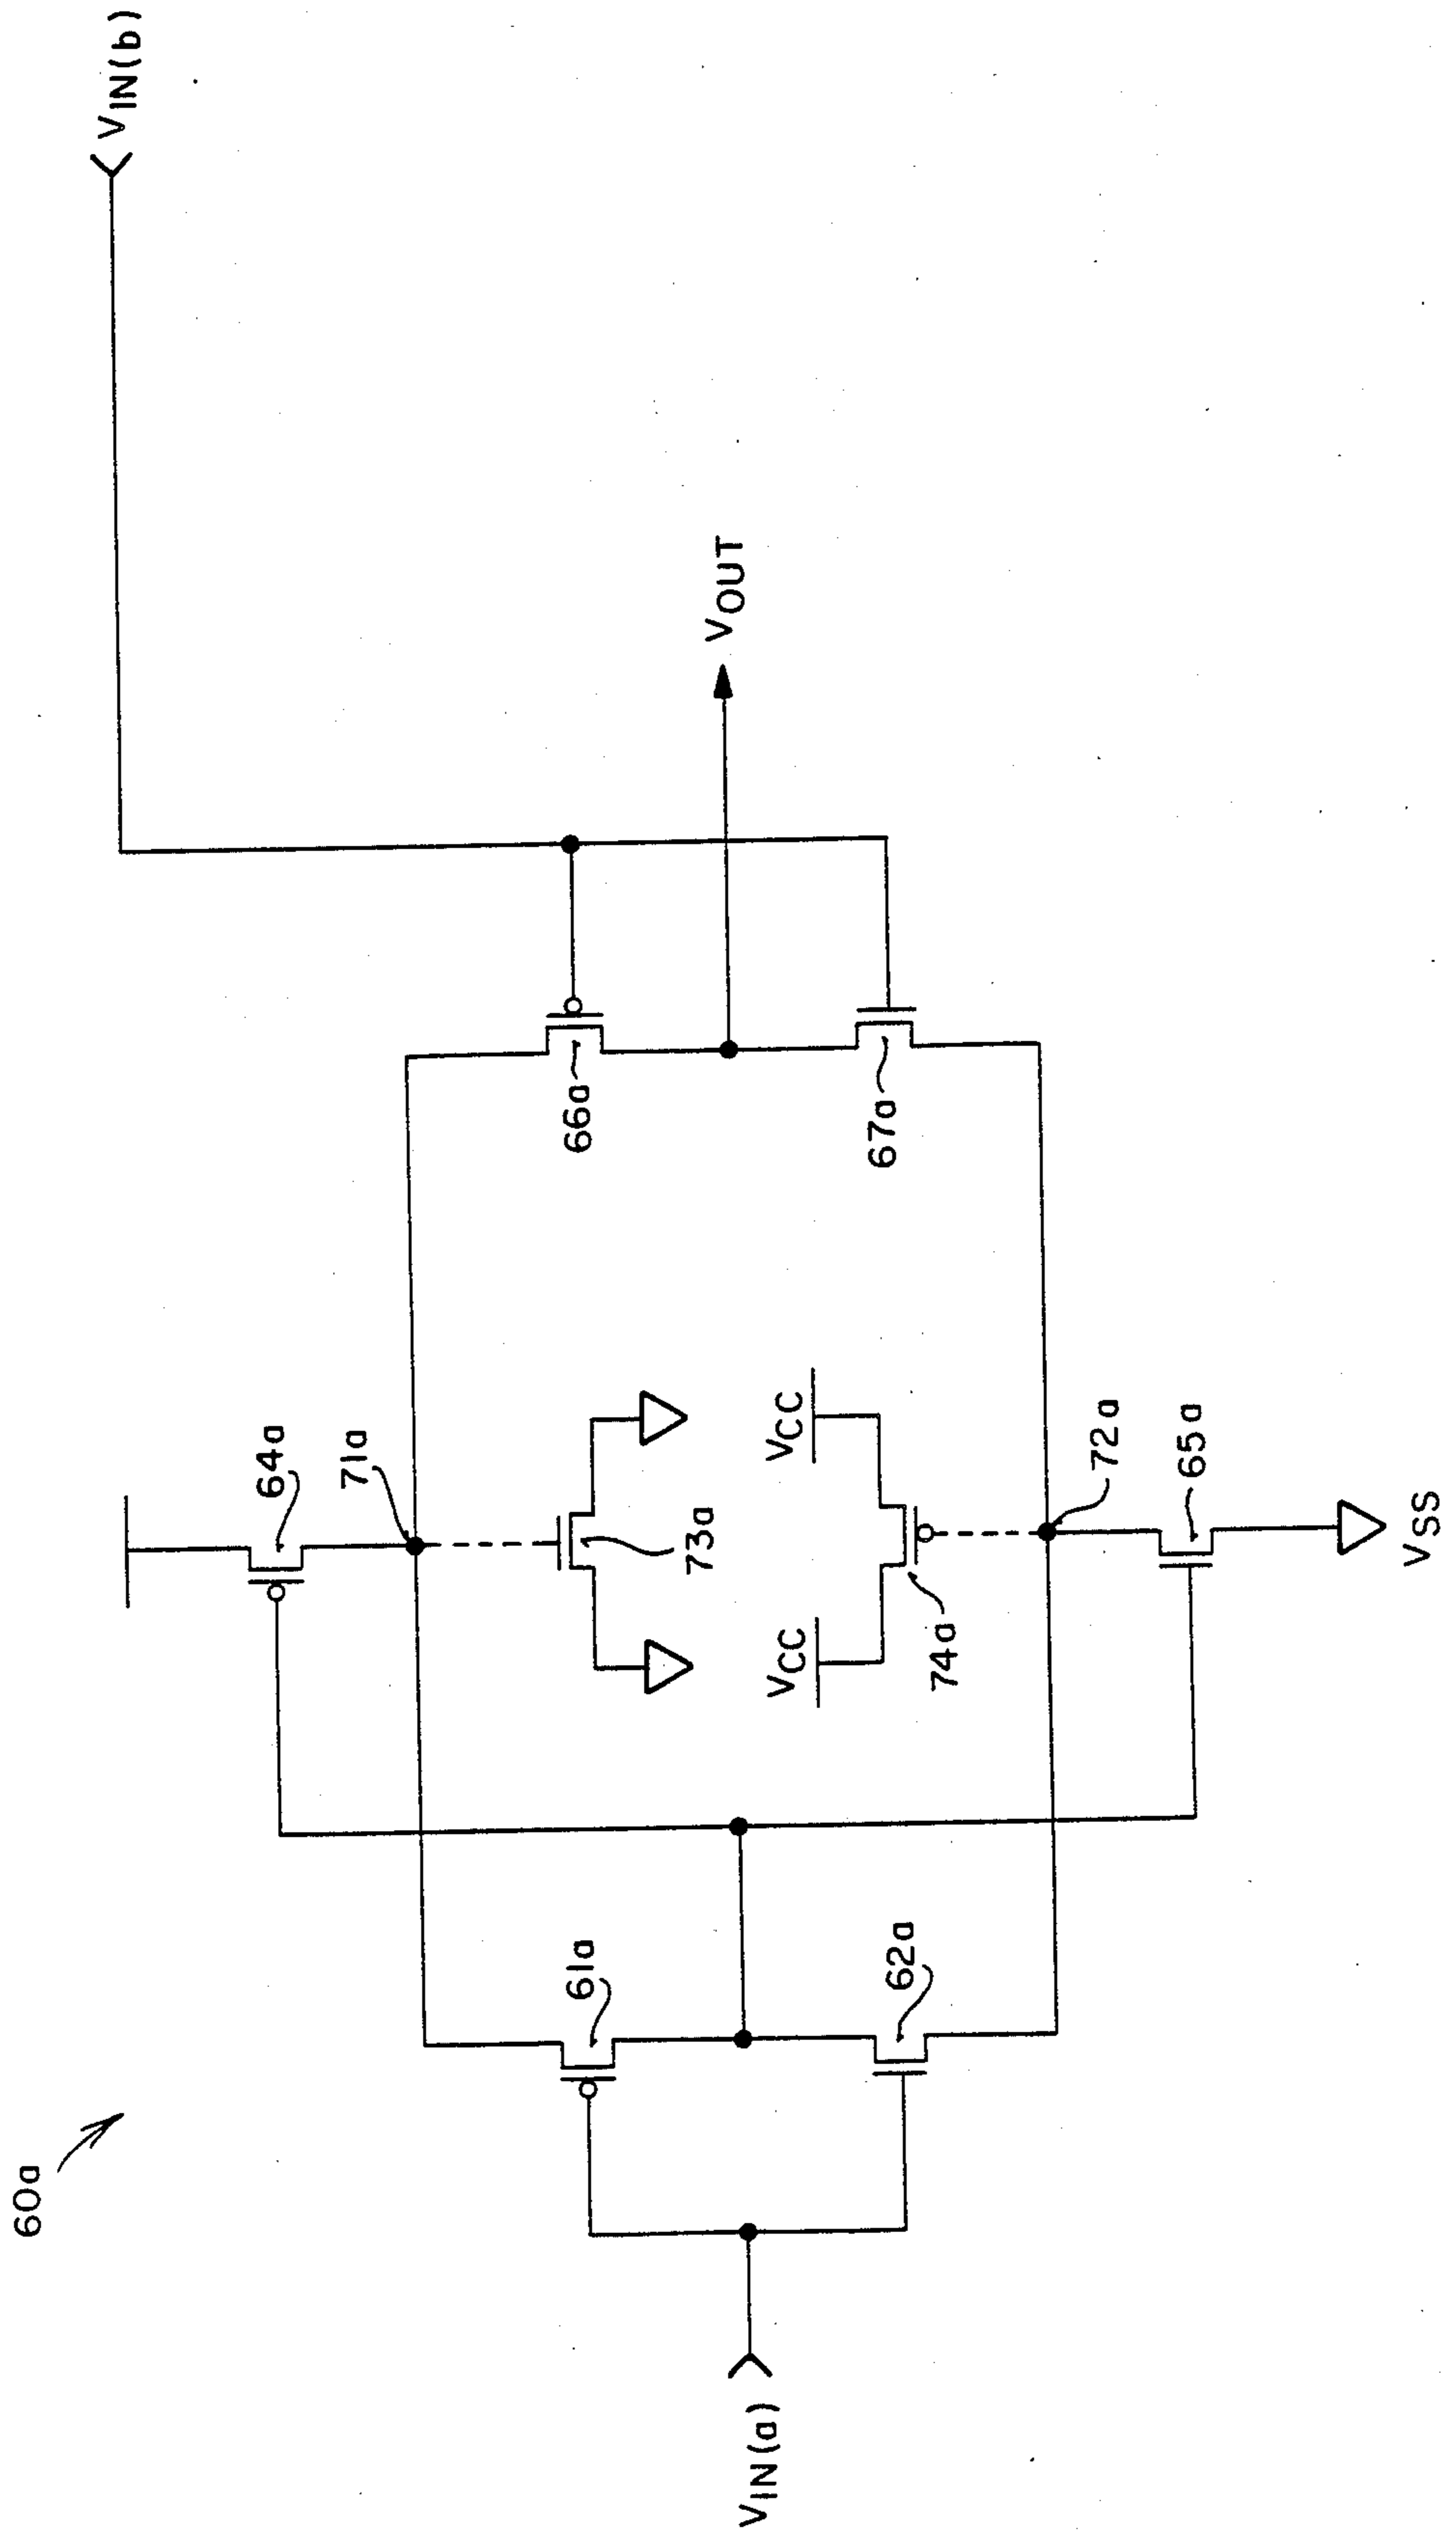 60a
VIN(b)
64a
71a
61a
66a
VOUT
73a
VCC
VCC
VIN(a)
62a
74a
67a
72a
65a
VSS